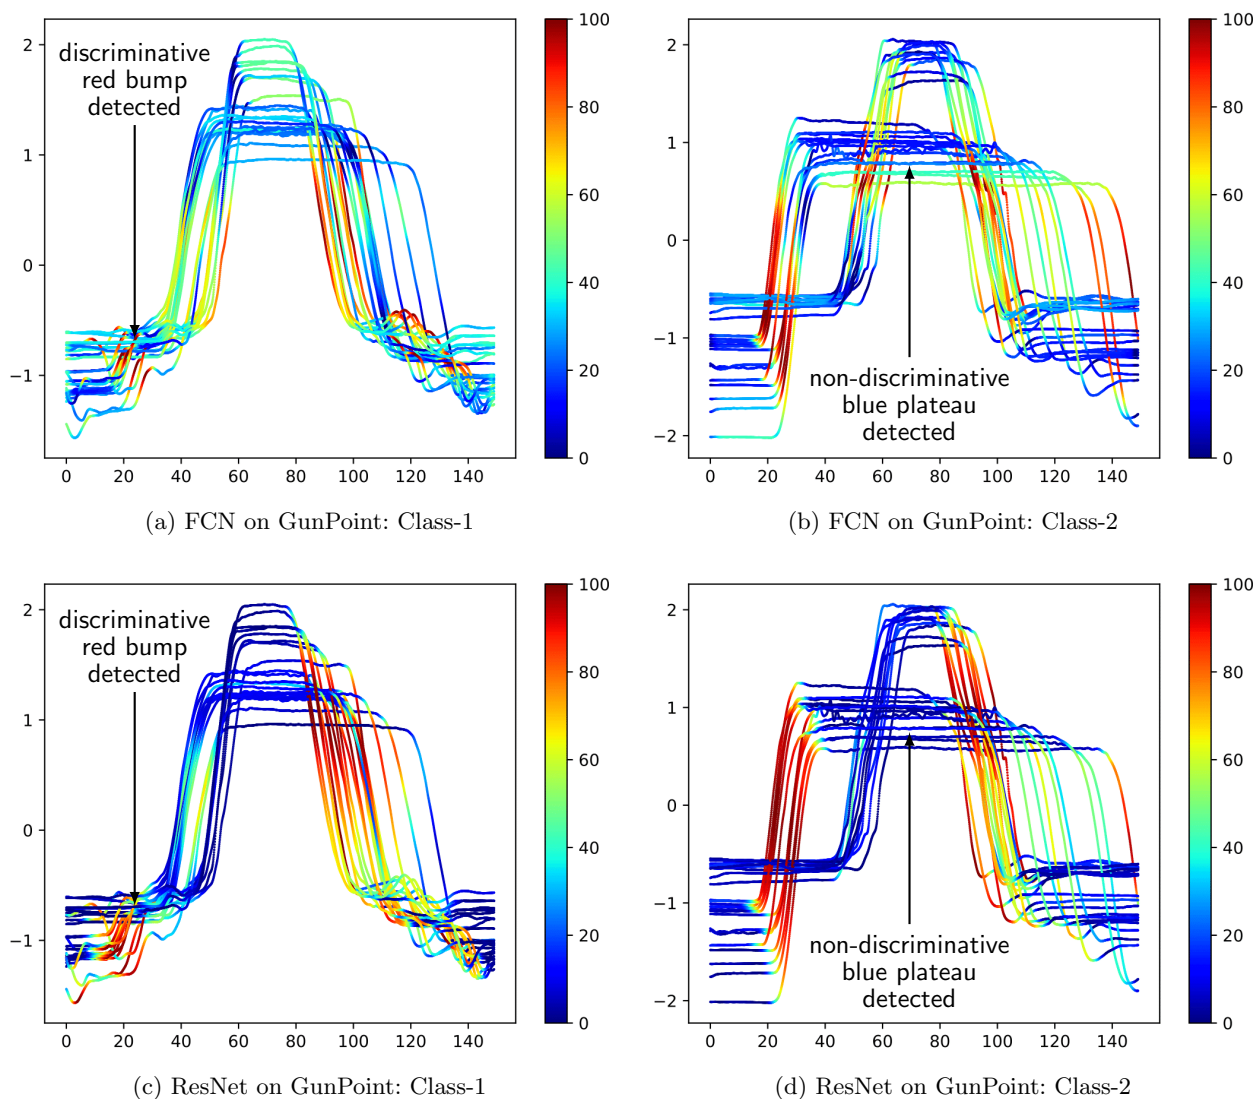 discriminative
red bump
detected
2
1
0
−1
0 20 40 60 80 100 120 140
100
80
60
40
20
0
(a) FCN on GunPoint: Class-1
2
1
0
−1
−2
non-discriminative
blue plateau
detected
0 20 40 60 80 100 120 140
100
80
60
40
20
0
(b) FCN on GunPoint: Class-2
discriminative
red bump
detected
2
1
0
−1
0 20 40 60 80 100 120 140
100
80
60
40
20
0
(c) ResNet on GunPoint: Class-1
2
1
0
−1
−2
non-discriminative
blue plateau
detected
0 20 40 60 80 100 120 140
100
80
60
40
20
0
(d) ResNet on GunPoint: Class-2